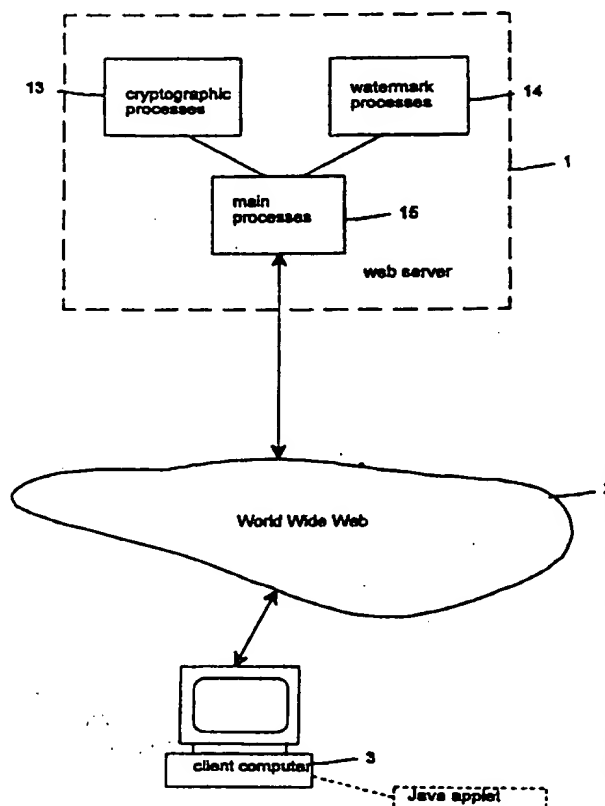 13
cryptographic
processes
watermark
processes
14
1
main
processes
15
web server
World Wide Web
client computer
3
Java applet